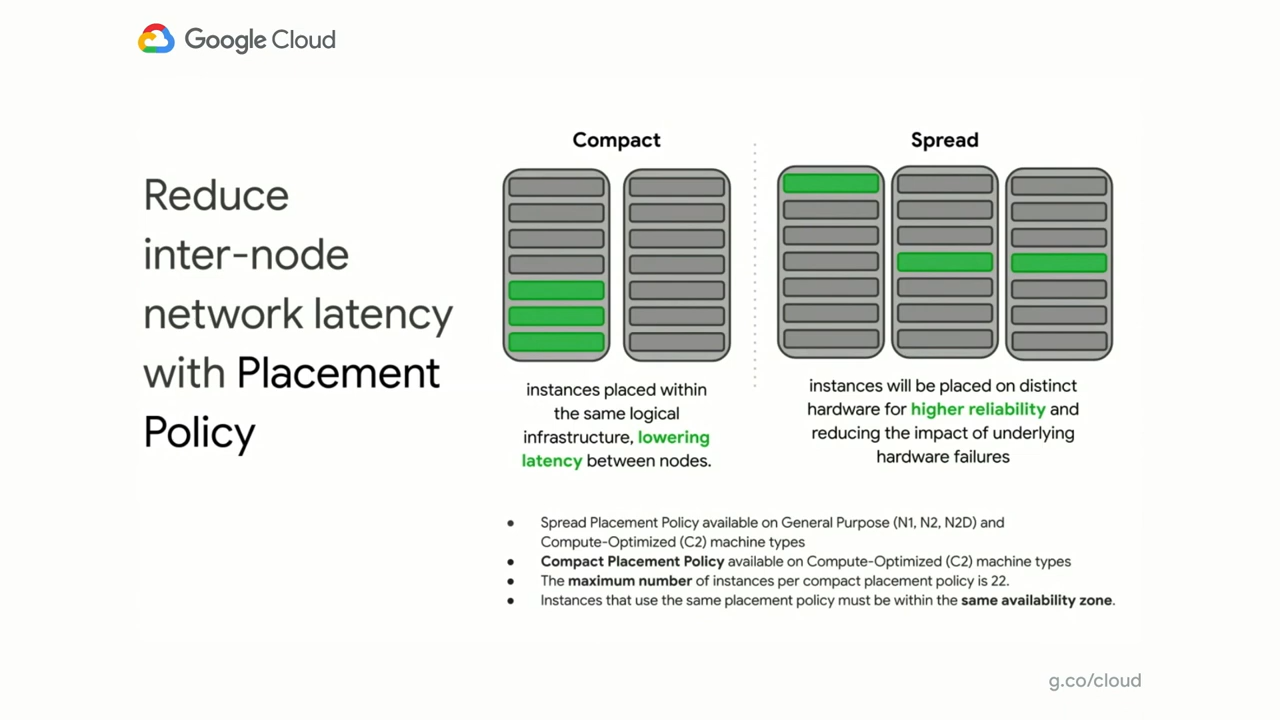 Google Cloud
Reduce
inter-node
network latency
with Placement
Policy
Compact
instances placed within
the same logical
infrastructure, lowering
latency between nodes.
Spread
instances will be placed on distinct
hardware for higher reliability and
reducing the impact of underlying
hardware failures
● Spread Placement Policy available on General Purpose (N1, N2, N2D) and
Compute-Optimized (C2) machine types
● Compact Placement Policy available on Compute-Optimized (C2) machine types
● The maximum number of instances per compact placement policy is 22.
● Instances that use the same placement policy must be within the same availability zone.
g.co/cloud